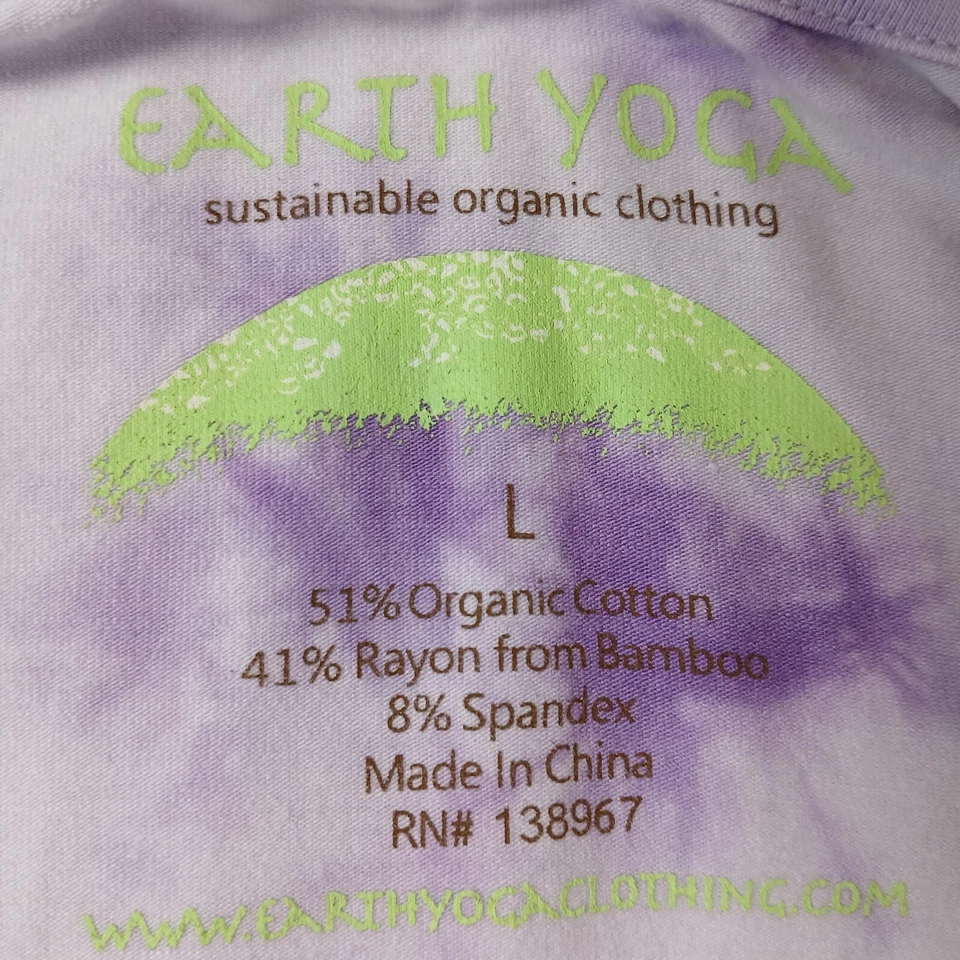 EARTH YOGA
sustainable organic clothing
L
51% Organic Cotton
41% Rayon from Bamboo
8% Spandex
Made In China
RN# 138967
WWW.EARTHYOGACLOTHING.COM